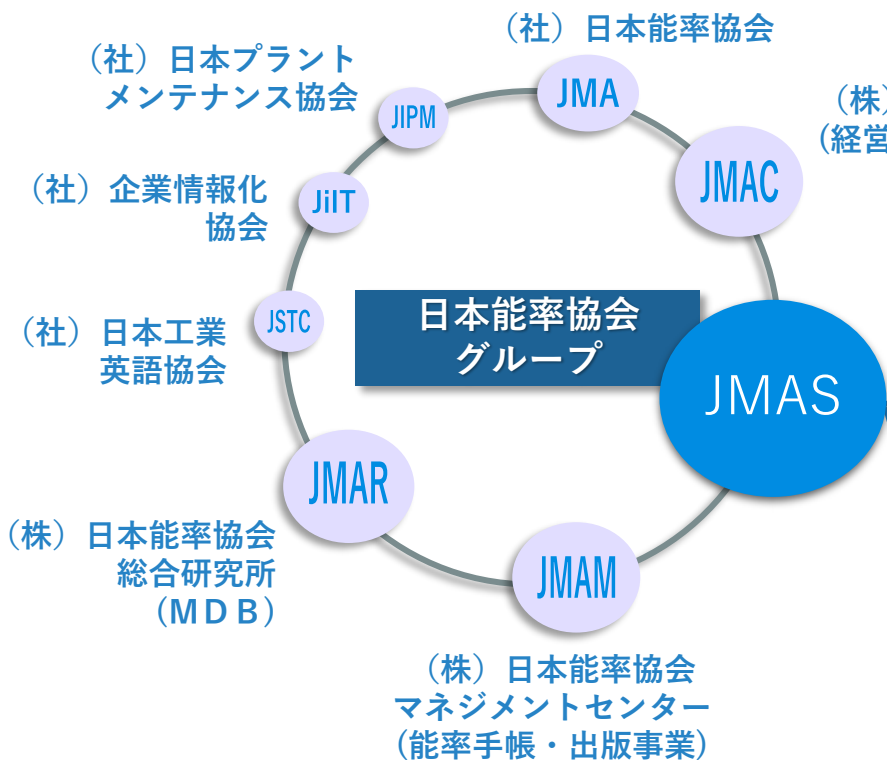 （社）日本能率協会
（社）日本プラント
メンテナンス協会
JMA
JIPM
（株）
(経営
JMAC
（社）企業情報化
協会
JiIT
日本能率協会
グループ
JSTC
（社）日本工業
英語協会
JMAS
JMAR
（株）日本能率協会
総合研究所
（ＭＤＢ）
JMAM
（株）日本能率協会
マネジメントセンター
(能率手帳・出版事業)